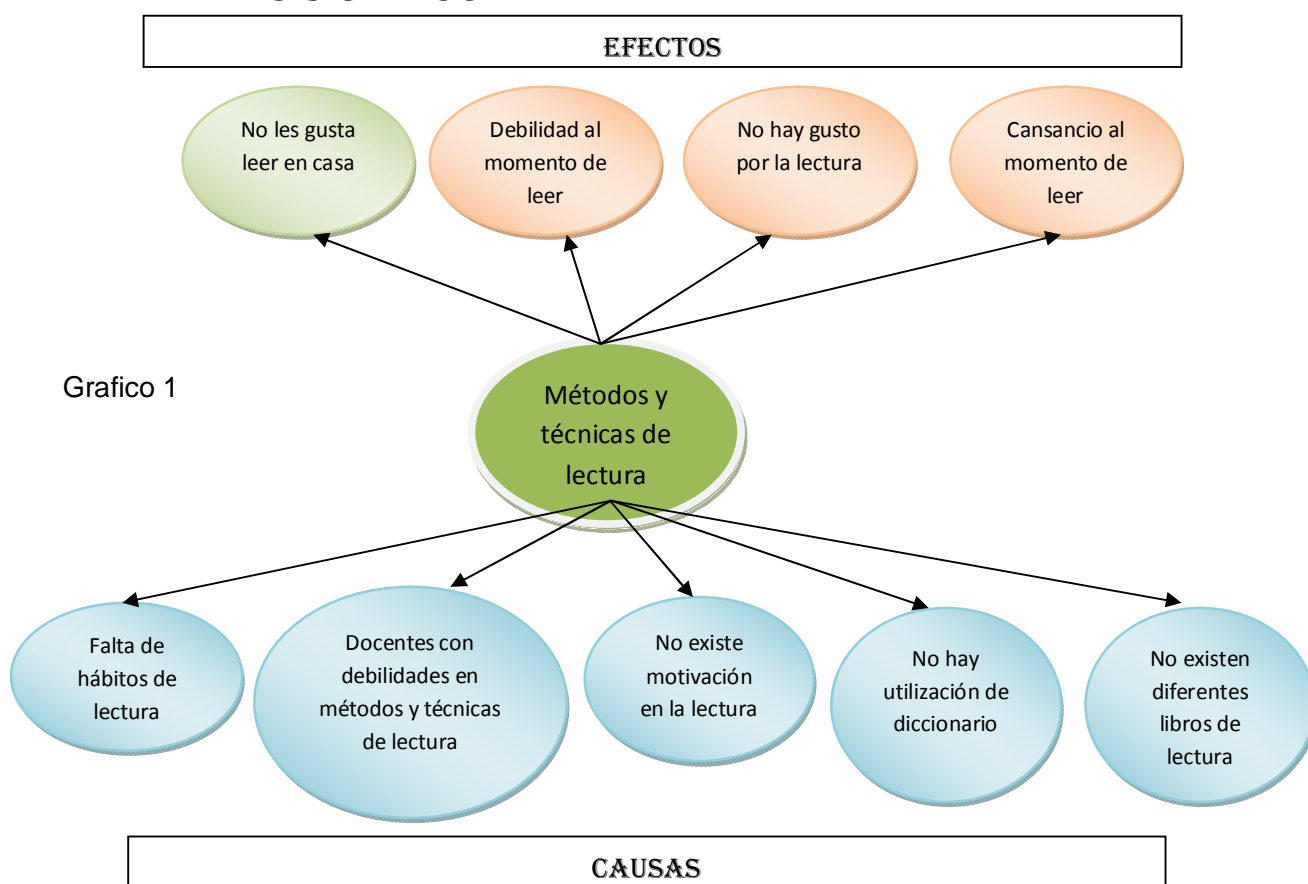 EFECTOS
No les gusta
leer en casa
Debilidad al
momento de
leer
No hay gusto
por la lectura
Cansancio al
momento de
leer
Grafico 1
Métodos y
técnicas de
lectura
Falta de
hábitos de
lectura
Docentes con
debilidades en
métodos y técnicas
de lectura
No existe
motivación
en la lectura
No hay
utilización de
diccionario
No existen
diferentes
libros de
lectura
CAUSAS